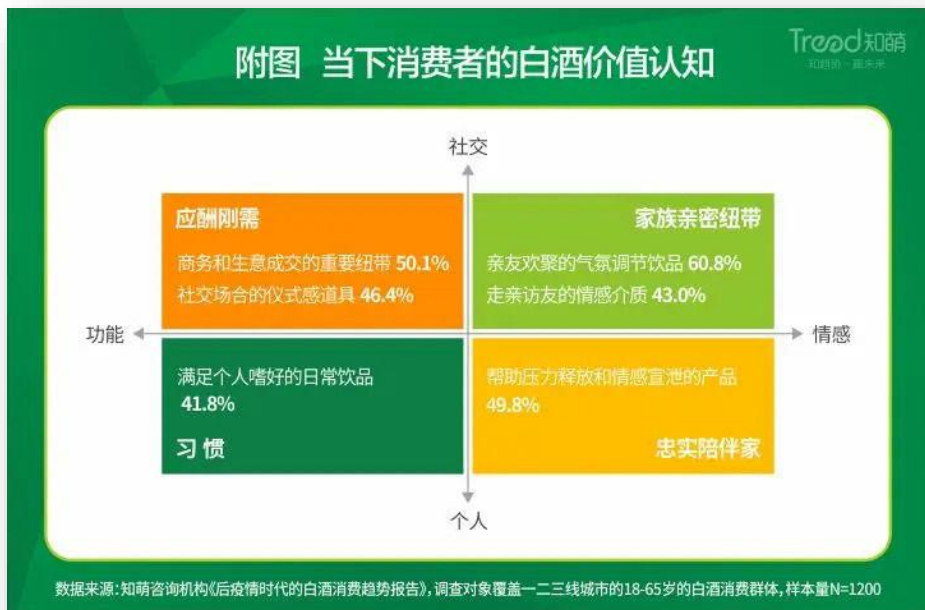 附图 当下消费者的白酒价值认知
Trend知萌
知趋势·赢未来
社交
应酬刚需
商务和生意成交的重要纽带 50.1%
社交场合的仪式感道具 46.4%
家族亲密纽带
亲友欢聚的气氛调节饮品 60.8%
走亲访友的情感介质 43.0%
功能
情感
满足个人嗜好的日常饮品
41.8%
习惯
帮助压力释放和情感宣泄的产品
49.8%
忠实陪伴家
个人
数据来源:知萌咨询机构《后疫情时代的白酒消费趋势报告》,调查对象覆盖一二三线城市的18-65岁的白酒消费群体,样本量N=1200